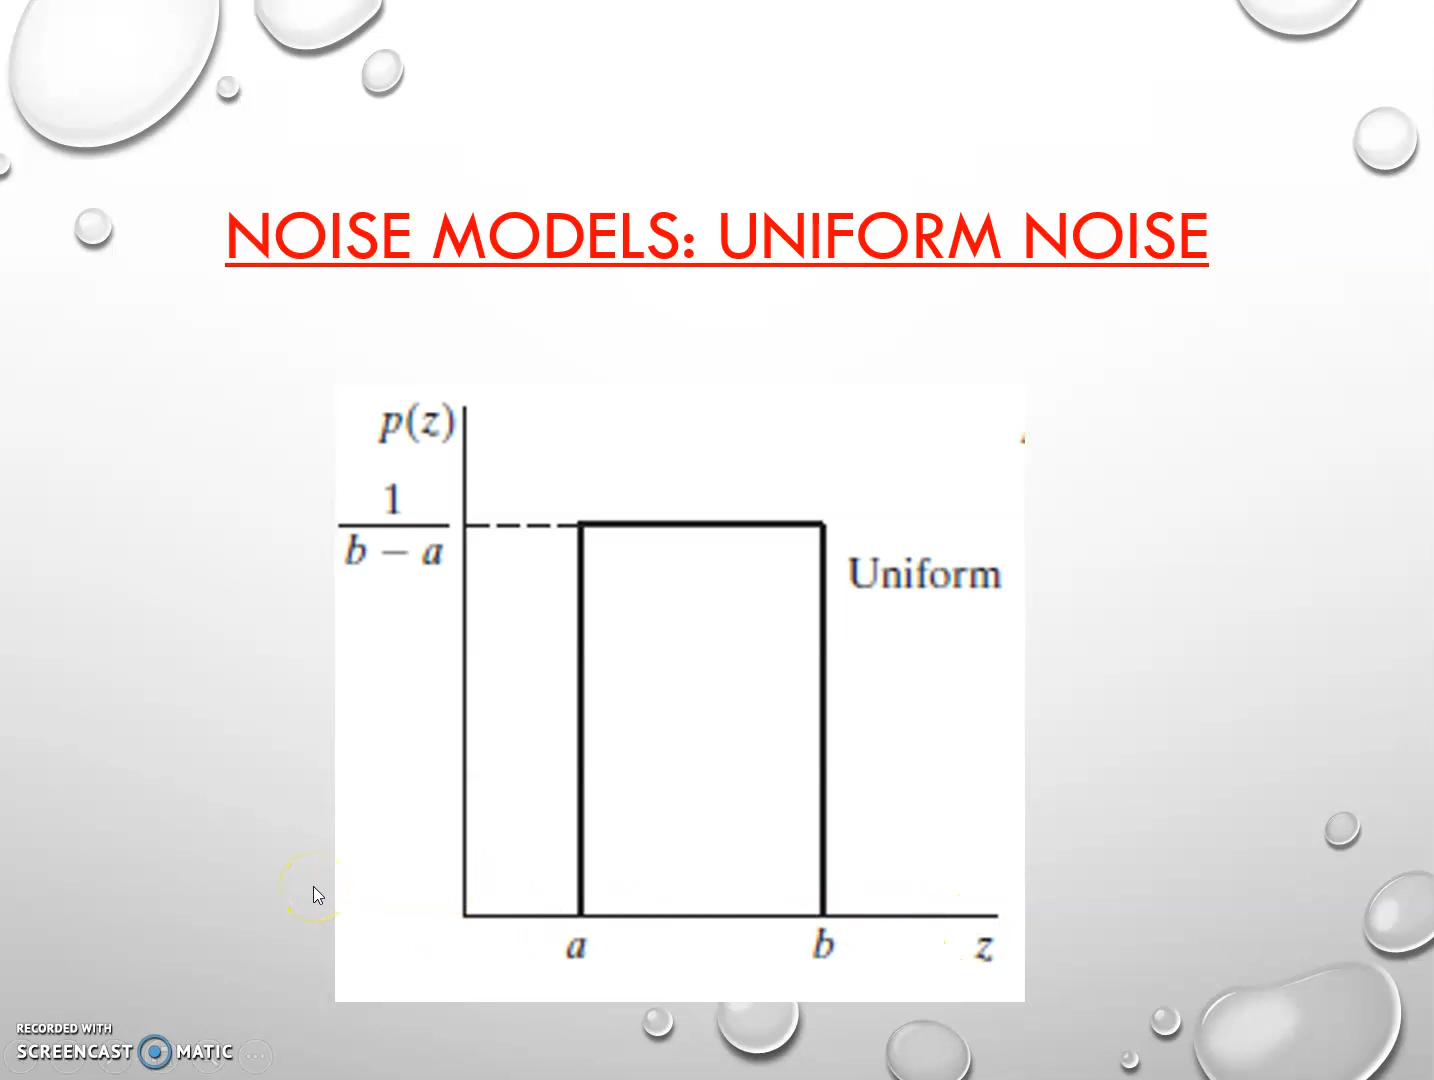 NOISE MODELS: UNIFORM NOISE
p(z)
1
b − a
Uniform
a b z
RECORDED WITH
SCREENCAST MATIC